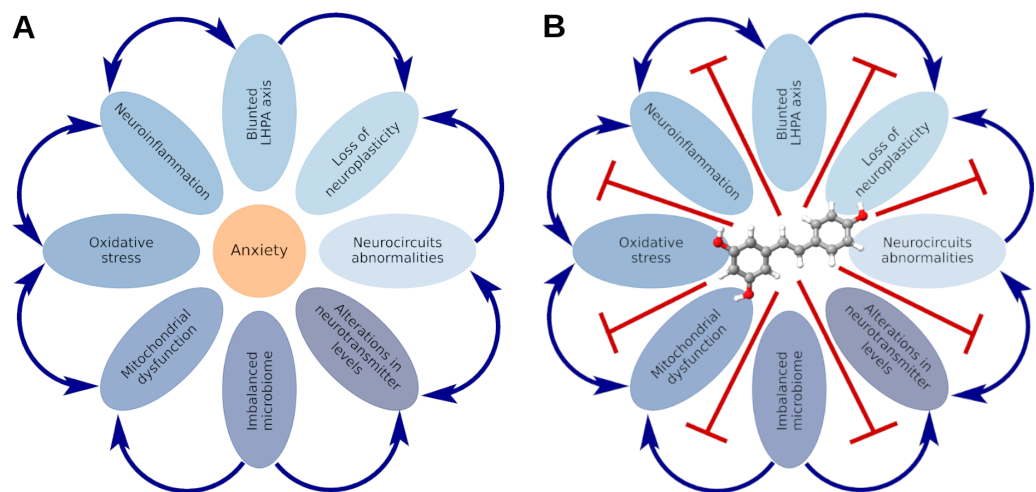 A
Blunted
LHPA axis
Neuroinflammation
Loss of
neuroplasticity
Oxidative
stress
Anxiety
Neurocircuits
abnormalities
Mitochondrial
dysfunction
Imbalanced
microbiome
Alterations in
neurotransmitter
levels
B
Blunted
LHPA axis
Neuroinflammation
Loss of
neuroplasticity
Oxidative
stress
Neurocircuits
abnormalities
Mitochondrial
dysfunction
Imbalanced
microbiome
Alterations in
neurotransmitter
levels